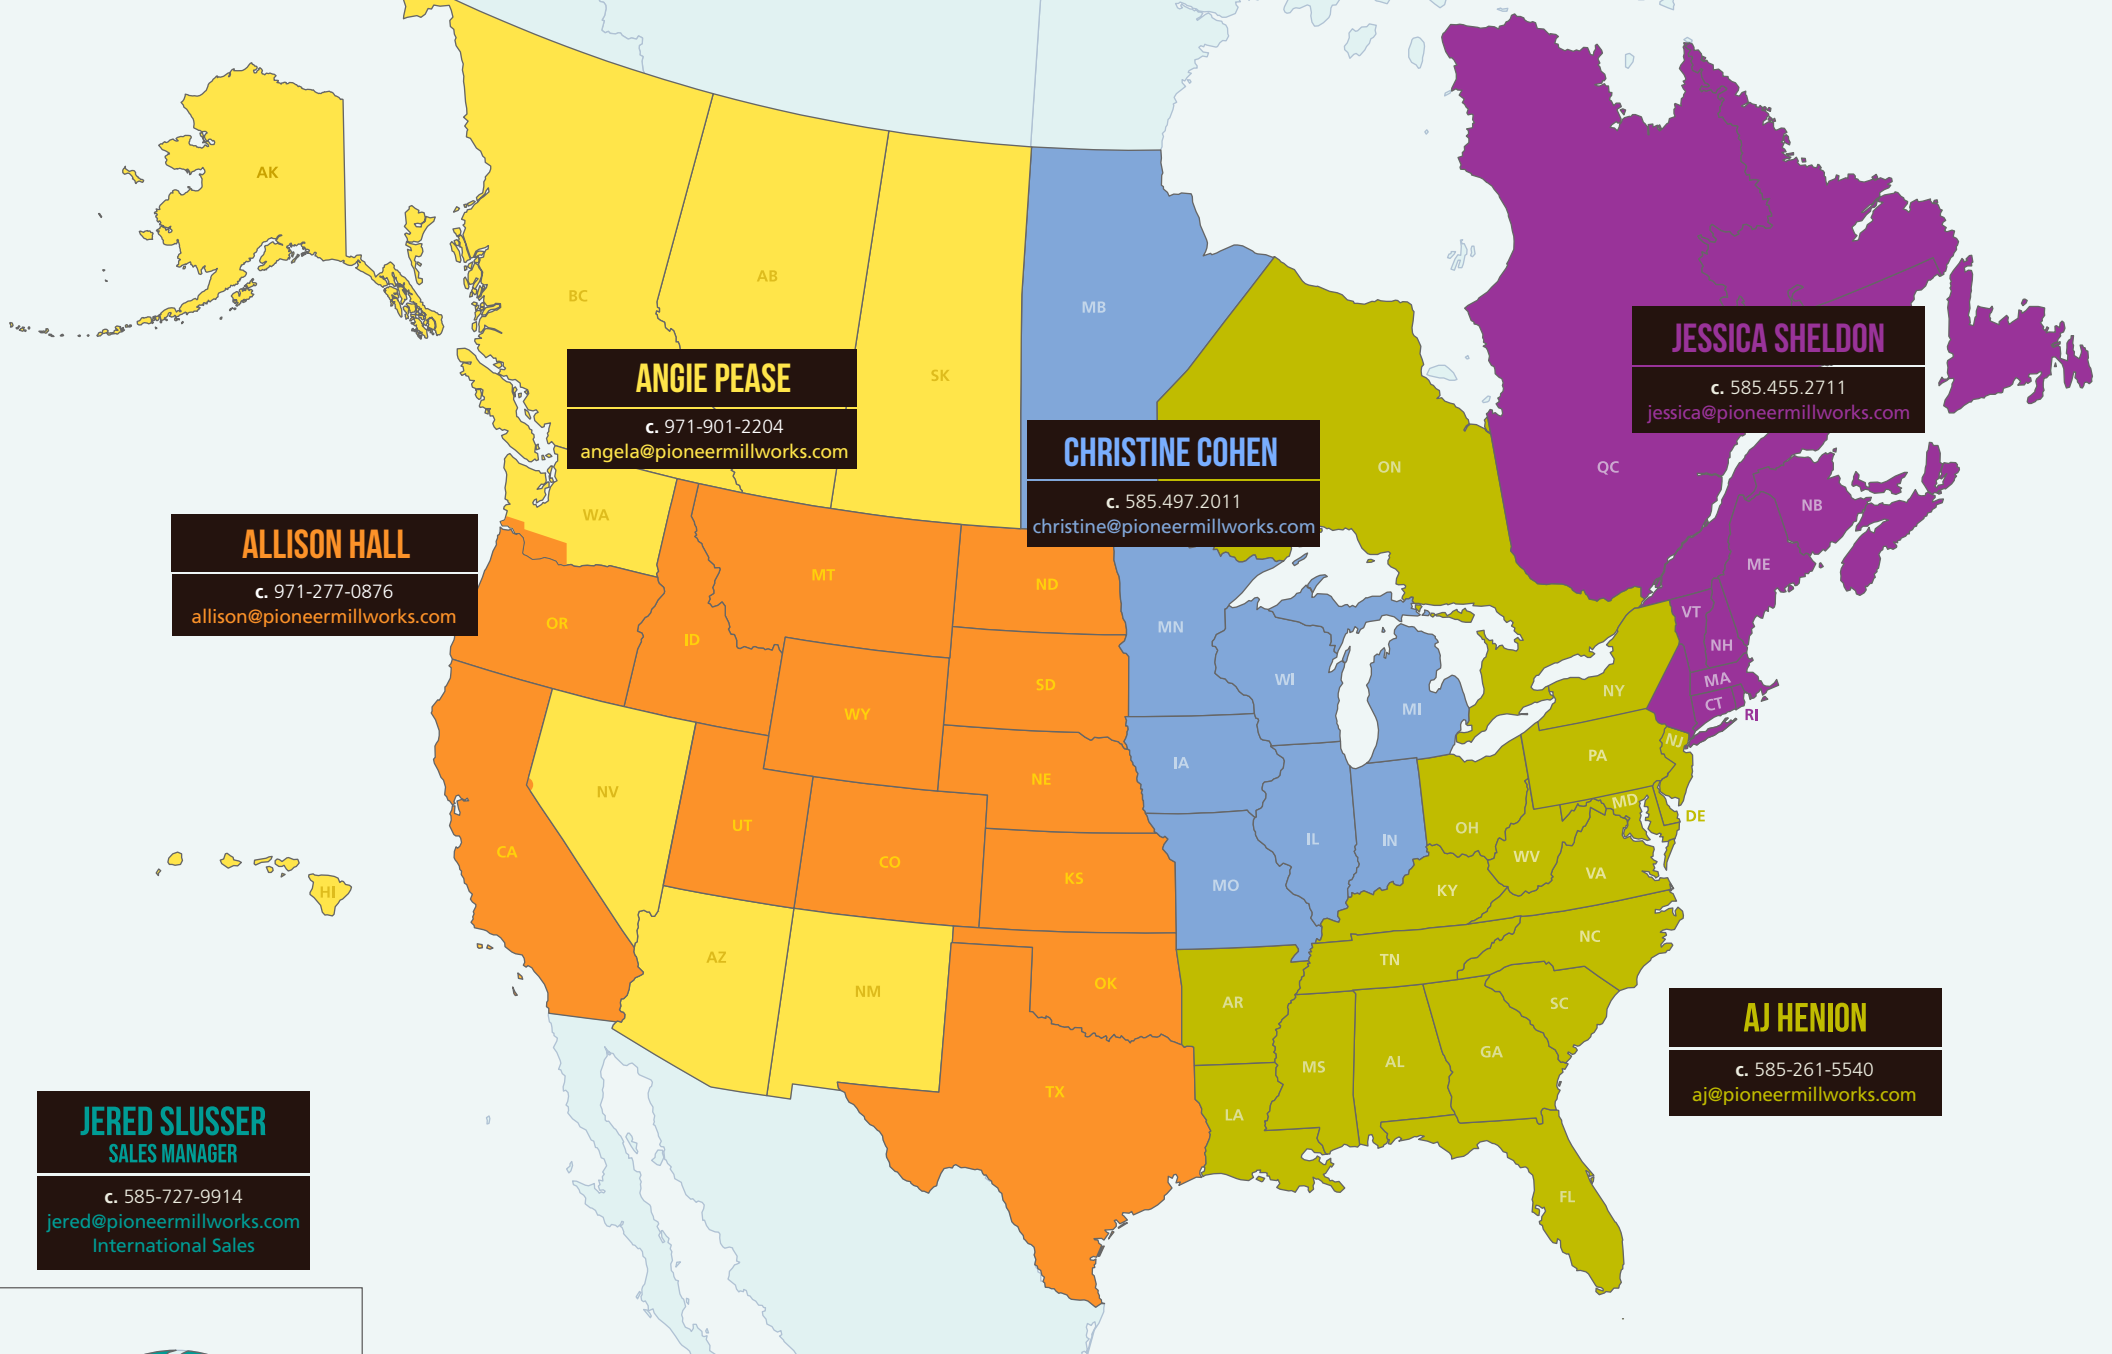 AK
BC
AB
SK
MB
ON
QC
NB
ANGIE PEASE
c. 971-901-2204
angela@pioneermillworks.com
JESSICA SHELDON
c. 585.455.2711
jessica@pioneermillworks.com
CHRISTINE COHEN
c. 585.497.2011
christine@pioneermillworks.com
ALLISON HALL
c. 971-277-0876
allison@pioneermillworks.com
WA
MT
ND
MN
ME
OR
ID
SD
WI
MI
VT
NH
NY
MA
CT
RI
WY
NE
IA
PA
NJ
NV
UT
CO
KS
MO
IL
IN
OH
WV
MD
DE
VA
KY
CA
HI
AZ
NM
OK
AR
TN
NC
SC
TX
LA
MS
AL
GA
FL
AJ HENION
c. 585-261-5540
aj@pioneermillworks.com
JERED SLUSSER
SALES MANAGER
c. 585-727-9914
jered@pioneermillworks.com
International Sales